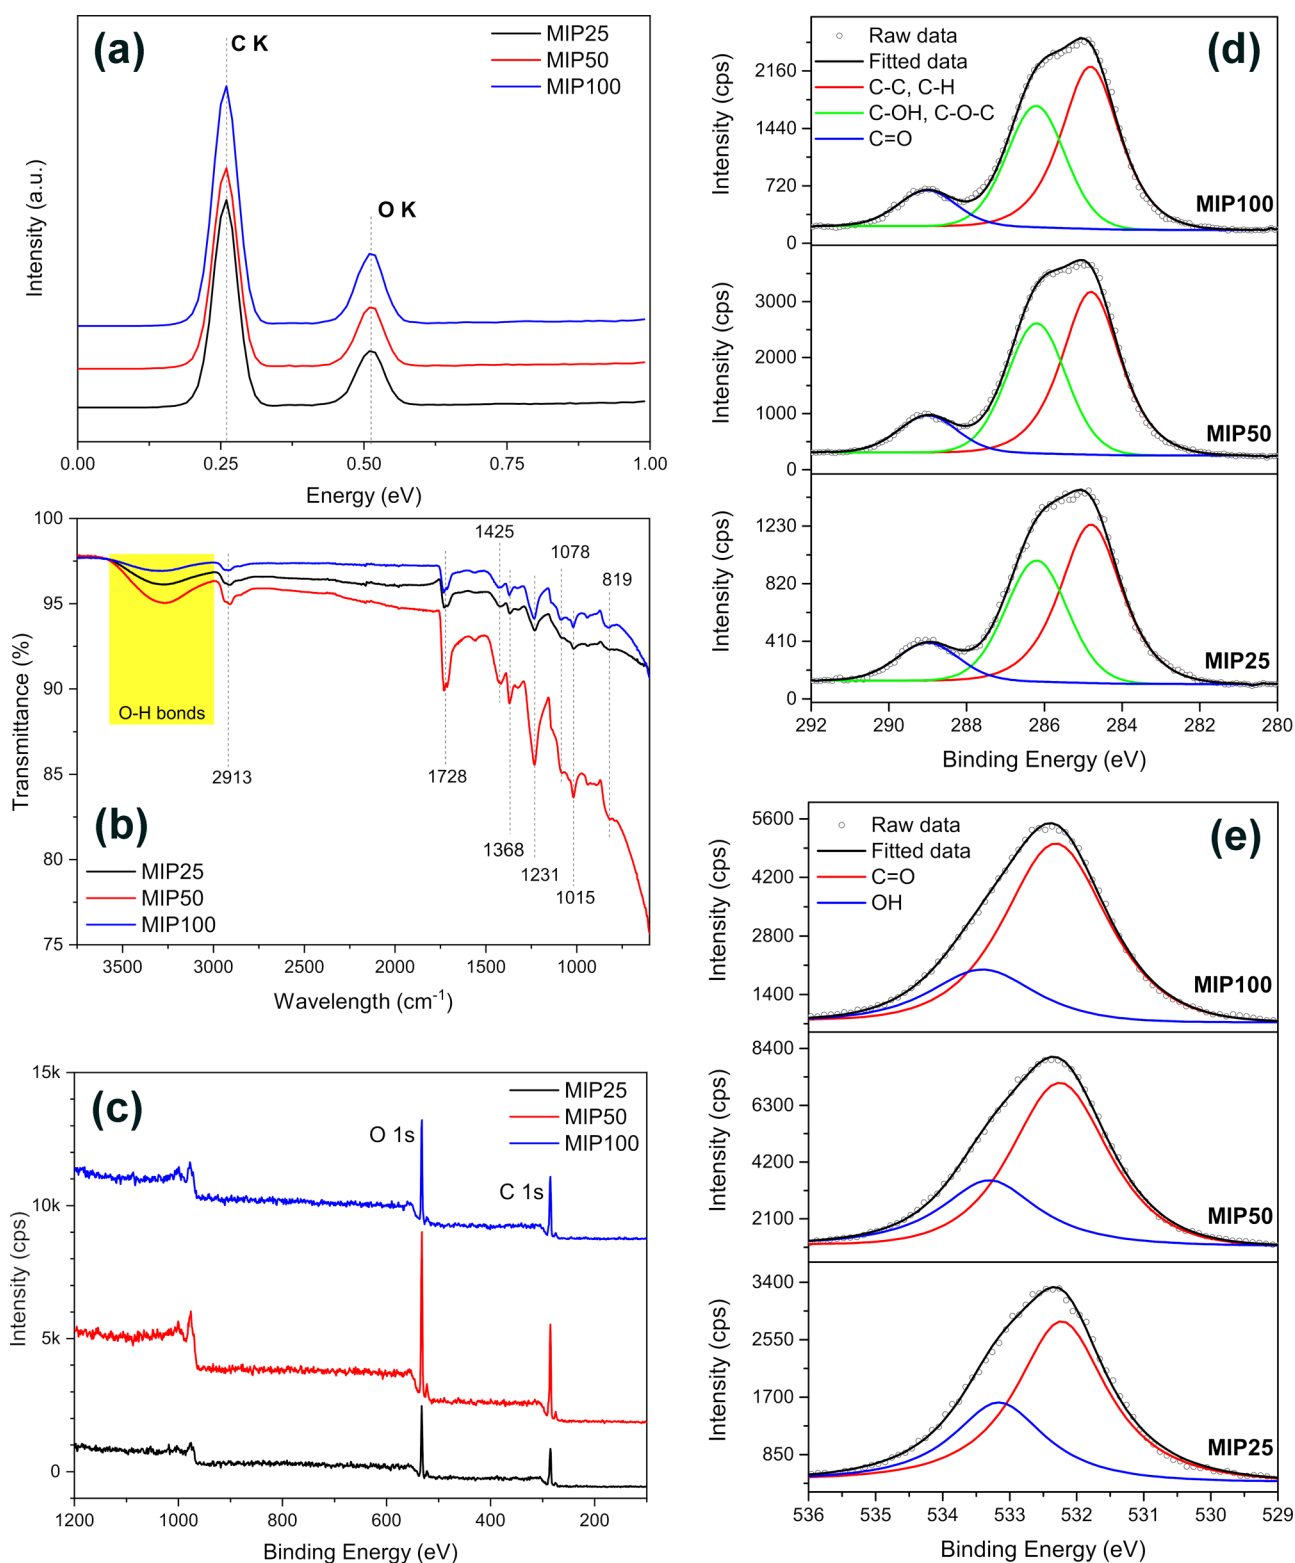 (a)
C K
O K
MIP25
MIP50
MIP100
Intensity (a.u.)
0.00
0.25
0.50
0.75
1.00
Energy (eV)
100
95
90
85
80
75
Transmittance (%)
O-H bonds
2913
1728
1425
1368
1231
1078
1015
819
(b)
MIP25
MIP50
MIP100
3500
3000
2500
2000
1500
1000
Wavelength (cm⁻¹)
15k
10k
5k
0
Intensity (cps)
(c)
O 1s
C 1s
MIP25
MIP50
MIP100
1200
1000
800
600
400
200
Binding Energy (eV)
(d)
Raw data
Fitted data
C-C, C-H
C-OH, C-O-C
C=O
2160
1440
720
0
Intensity (cps)
MIP100
3000
2000
1000
0
Intensity (cps)
MIP50
1230
820
410
0
Intensity (cps)
MIP25
292
290
288
286
284
282
280
Binding Energy (eV)
(e)
Raw data
Fitted data
C=O
OH
5600
4200
2800
1400
Intensity (cps)
MIP100
8400
6300
4200
2100
Intensity (cps)
MIP50
3400
2550
1700
850
Intensity (cps)
MIP25
536
535
534
533
532
531
530
529
Binding Energy (eV)